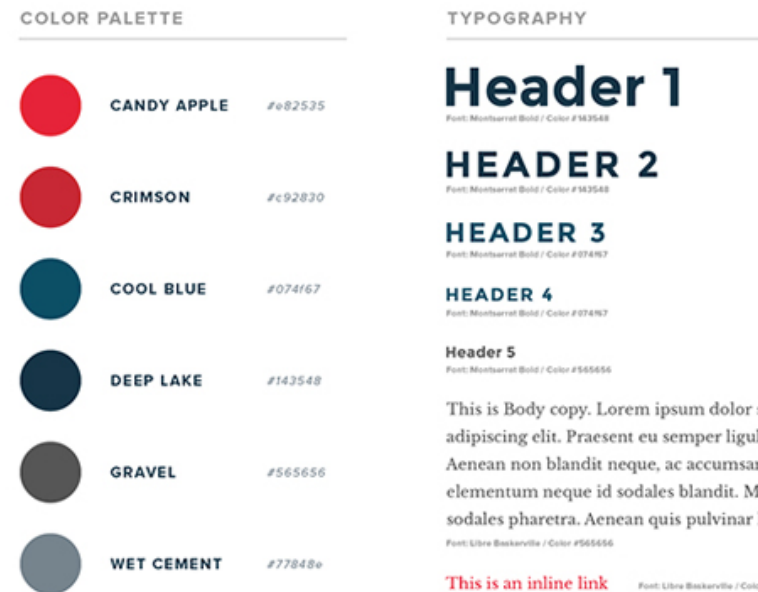 COLOR PALETTE
CANDY APPLE #e82535
CRIMSON #c92830
COOL BLUE #074f67
DEEP LAKE #143548
GRAVEL #565656
WET CEMENT #77848e
TYPOGRAPHY
Header 1
Font: Montserrat Bold / Color #143548
HEADER 2
Font: Montserrat Bold / Color #143548
HEADER 3
Font: Montserrat Bold / Color #074f67
HEADER 4
Font: Montserrat Bold / Color #074f67
Header 5
Font: Montserrat Bold / Color #565656
This is Body copy. Lorem ipsum dolor
adipiscing elit. Praesent eu semper
Aenean non blandit neque, ac
elementum neque id sodales blandit.
sodales pharetra. Aenean quis pulvinar
Font: Libre Baskerville / Color #565656
This is an inline link Font: Libre Baskerville /